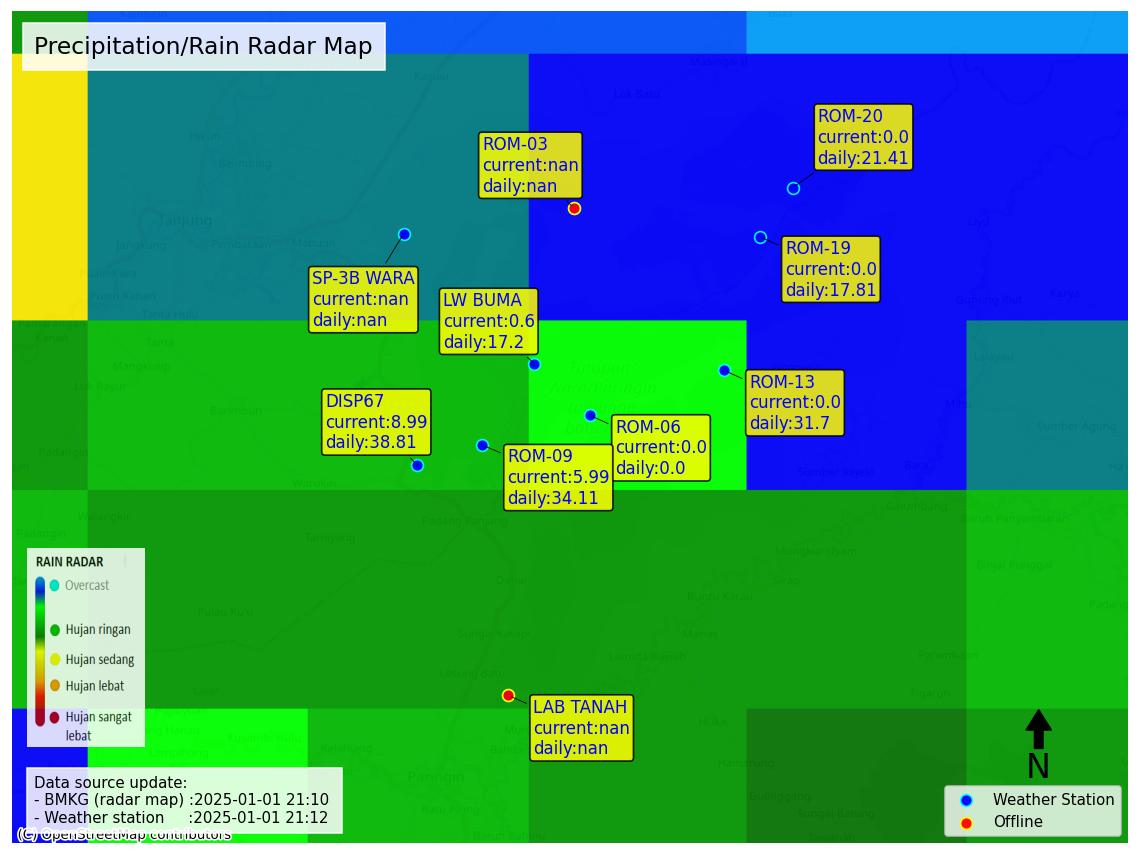 Precipitation/Rain Radar Map
ROM-20
current:0.0
daily:21.41
ROM-03
current:nan
daily:nan
Tanjung
ROM-19
current:0.0
daily:17.81
SP-3B WARA
current:nan
daily:nan
LW BUMA
current:0.6
daily:17.2
ROM-13
current:0.0
daily:31.7
DISP67
current:8.99
daily:38.81
ROM-06
current:0.0
daily:0.0
ROM-09
current:5.99
daily:34.11
RAIN RADAR
Overcast
Hujan ringan
Hujan sedang
Hujan lebat
Hujan sangat
lebat
LAB TANAH
current:nan
daily:nan
Paringin
N
Data source update:
- BMKG (radar map) :2025-01-01 21:10
- Weather station :2025-01-01 21:12
Weather Station
Offline
(C) OpenStreetMap contributors